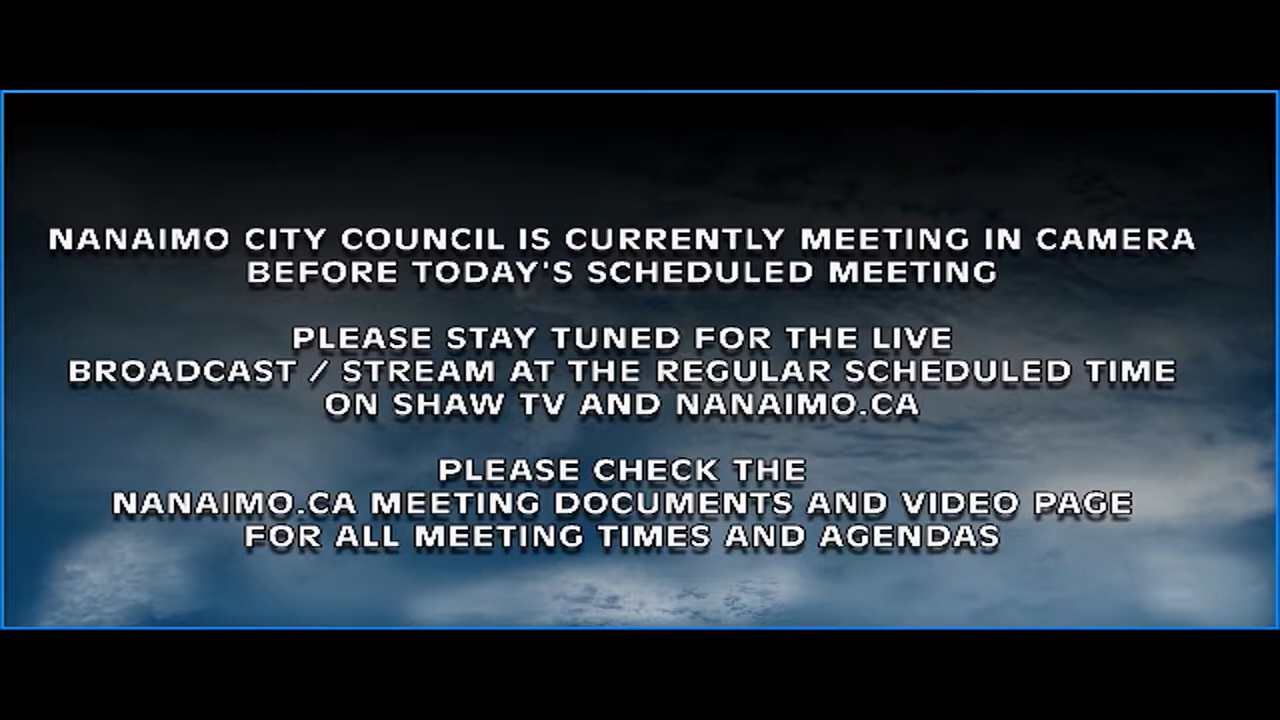 NANAIMO CITY COUNCIL IS CURRENTLY MEETING IN CAMERA
BEFORE TODAY'S SCHEDULED MEETING
PLEASE STAY TUNED FOR THE LIVE
BROADCAST / STREAM AT THE REGULAR SCHEDULED TIME
ON SHAW TV AND NANAIMO.CA
PLEASE CHECK THE
NANAIMO.CA MEETING DOCUMENTS AND VIDEO PAGE
FOR ALL MEETING TIMES AND AGENDAS